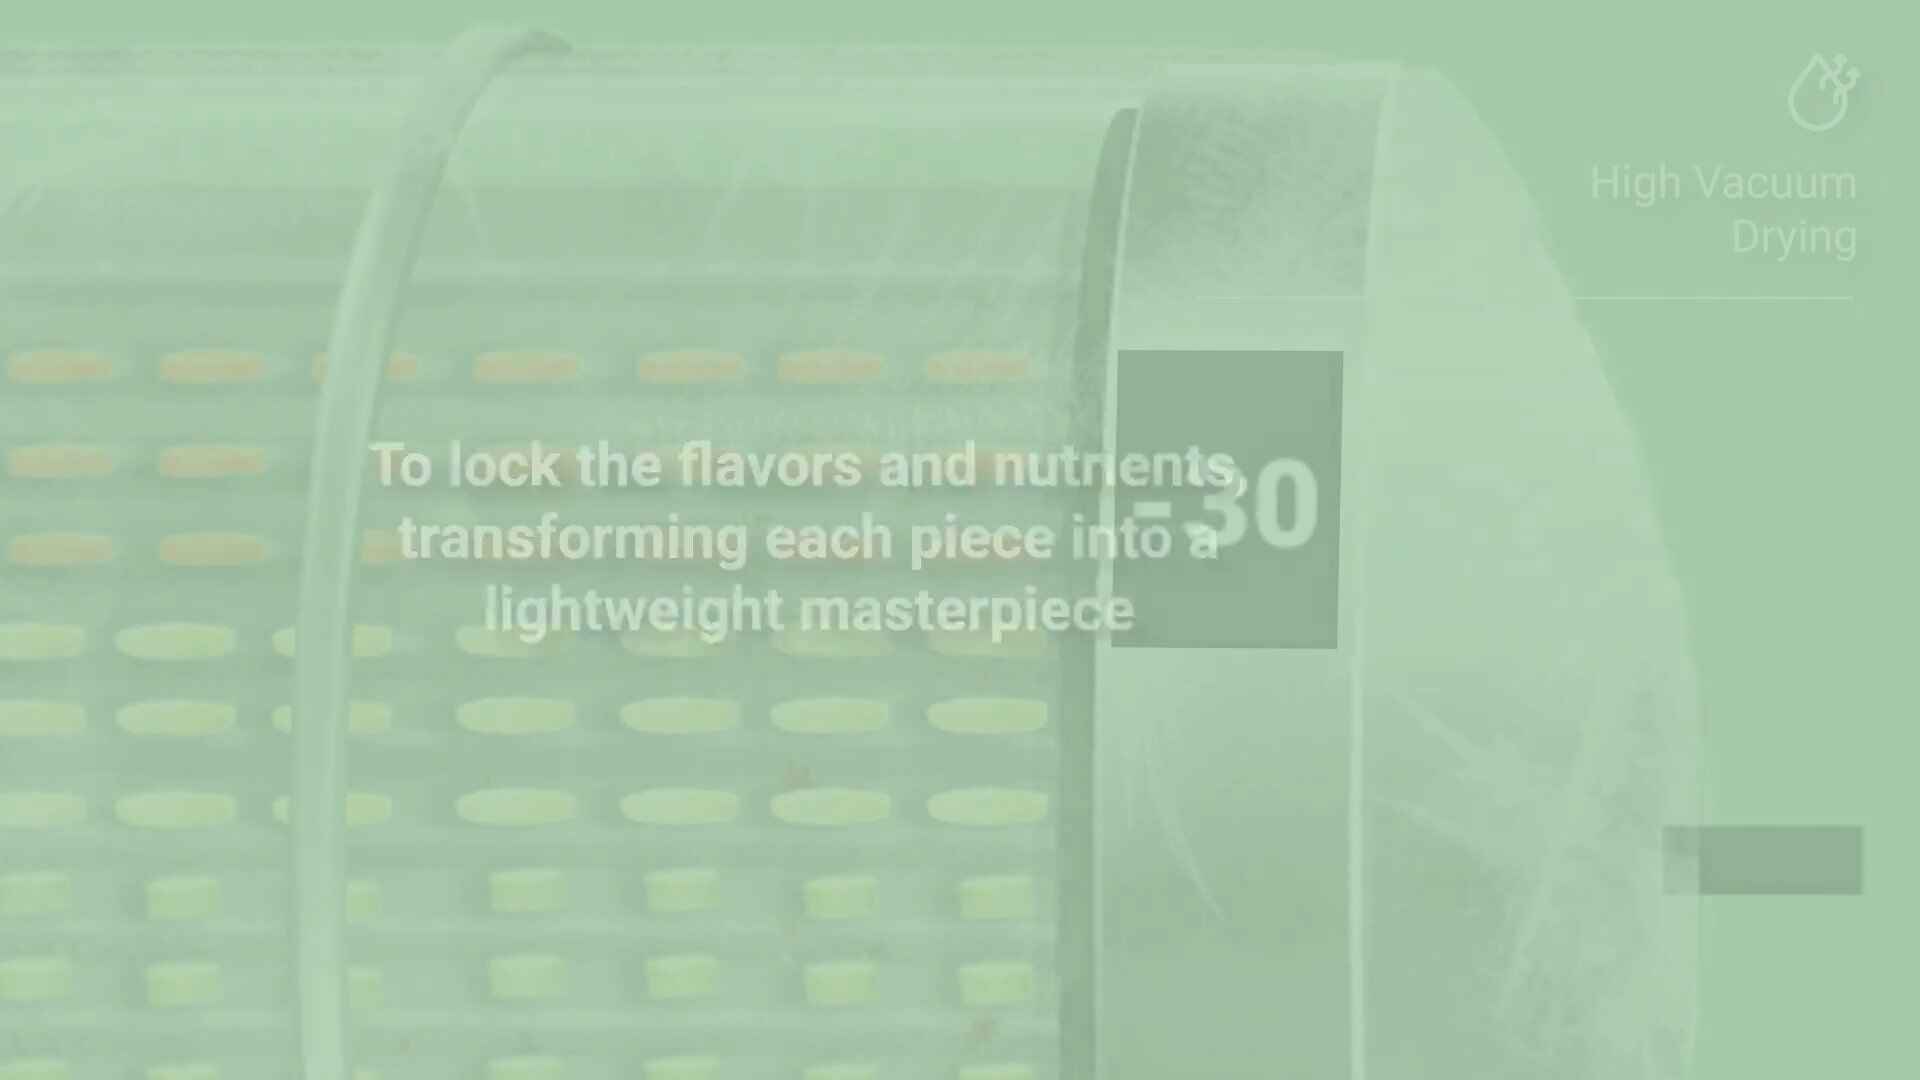 High Vacuum
Drying
To lock the flavors and nutrients,
transforming each piece into a
lightweight masterpiece
-30